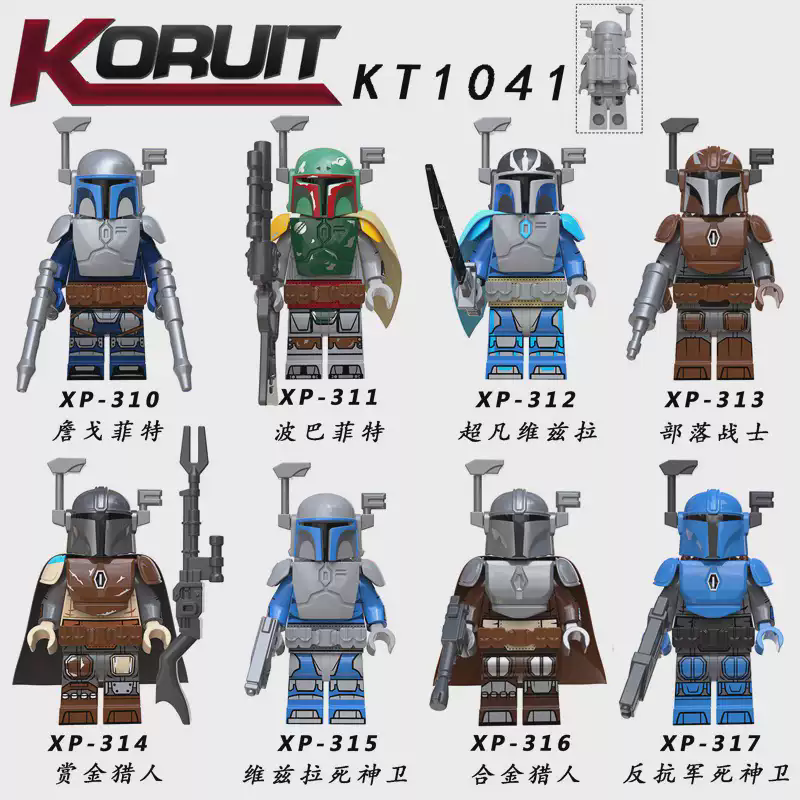 KORUIT
KT1041
XP-310
XP-311
XP-312
XP-313
詹戈菲特
波巴菲特
超凡维兹拉
部落战士
XP-314
XP-315
XP-316
XP-317
赏金猎人
维兹拉死神卫
合金猎人
反抗军死神卫